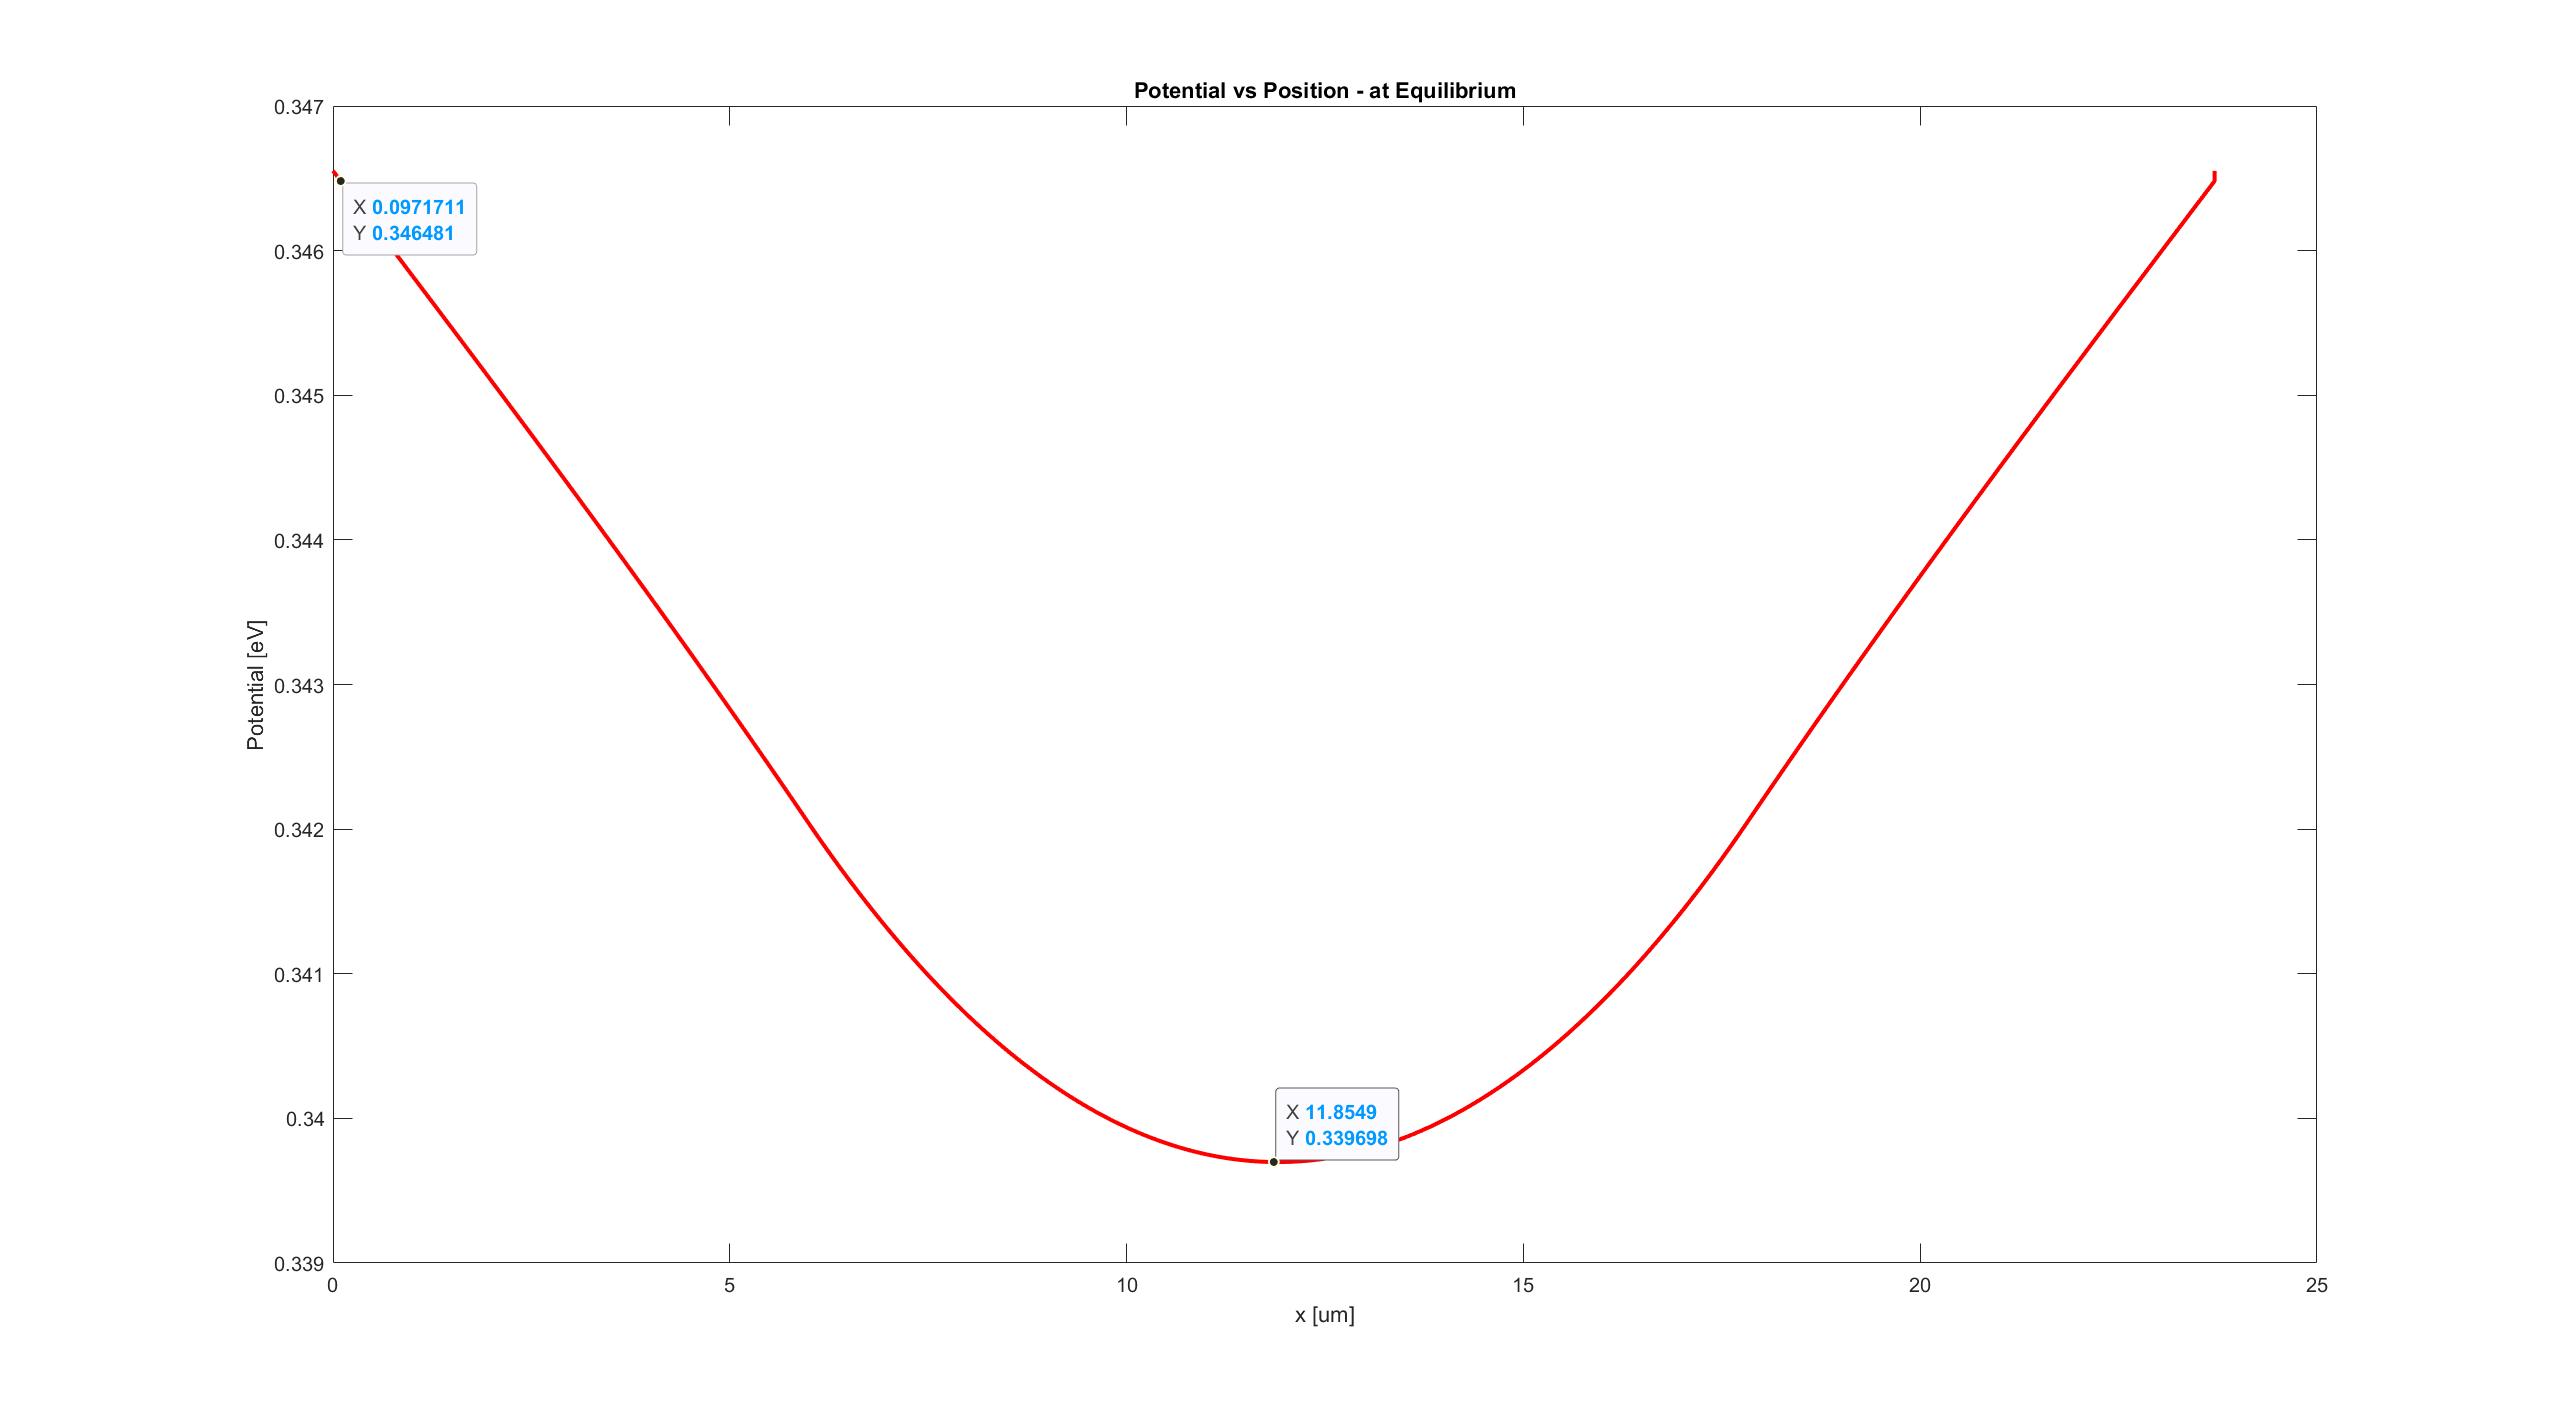 Potential vs Position - at Equilibrium
0.347
X 0.0971711
Y 0.346481
0.346
0.345
0.344
0.343
Potential [eV]
0.342
0.341
X 11.8549
Y 0.339698
0.34
0.339
0 5 10 15 20 25
x [um]